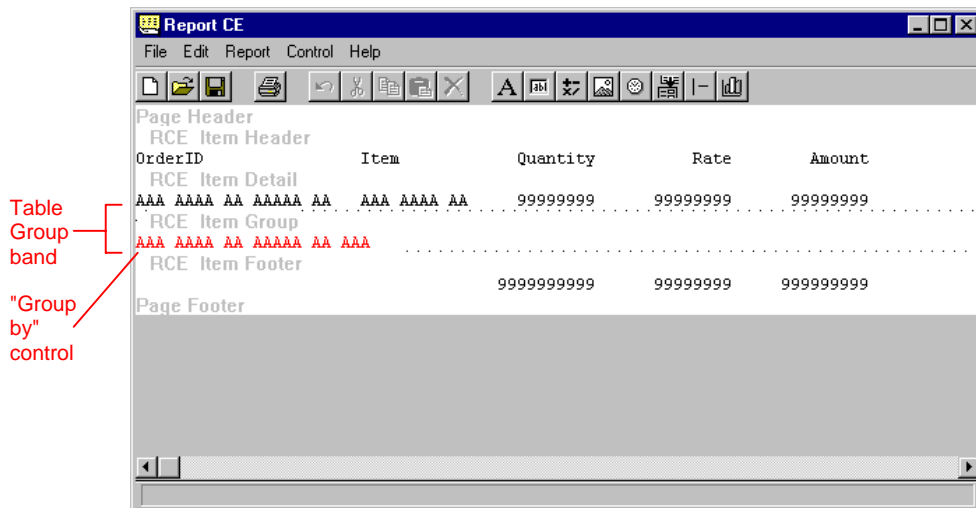 Report CE
File Edit Report Control Help
A abl
Page Header
RCE Item Header
OrderID Item Quantity Rate Amount
RCE Item Detail
AAA AAAA AA AAAAA AA AAA AAAA AA 99999999 99999999 99999999
RCE Item Group
AAA AAAA AA AAAAA AA AAA
RCE Item Footer
9999999999 99999999 999999999
Page Footer
Table
Group
band
"Group
by"
control